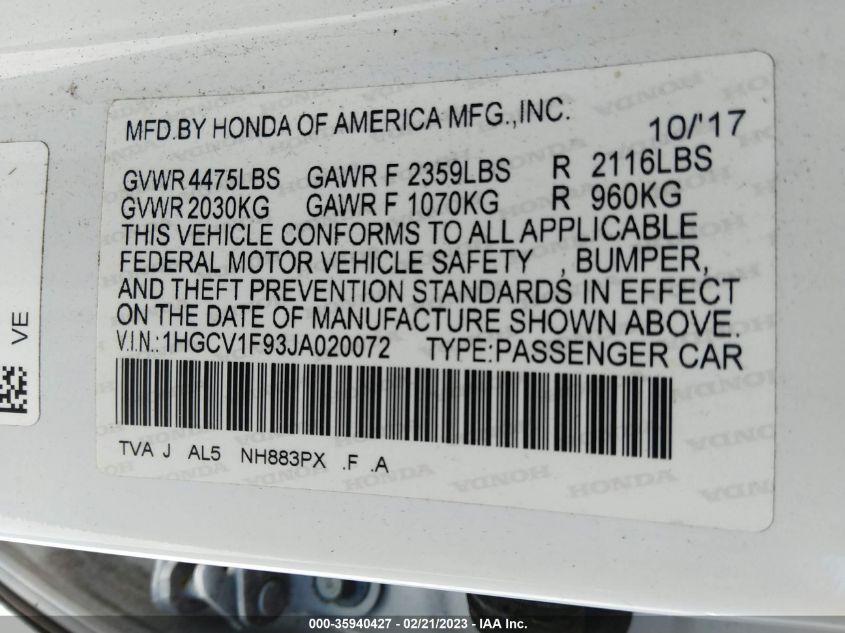 MFD.BY HONDA OF AMERICA MFG.,INC. 10/'17
GVWR 4475LBS GAWR F 2359LBS R 2116LBS
GVWR 2030KG GAWR F 1070KG R 960KG
THIS VEHICLE CONFORMS TO ALL APPLICABLE
FEDERAL MOTOR VEHICLE SAFETY , BUMPER,
AND THEFT PREVENTION STANDARDS IN EFFECT
ON THE DATE OF MANUFACTURE SHOWN ABOVE.
V.I.N.:1HGCV1F93JA020072 TYPE:PASSENGER CAR
TVA J AL5 NH883PX .F .A
VE
000-35940427 - 02/21/2023 - IAA Inc.